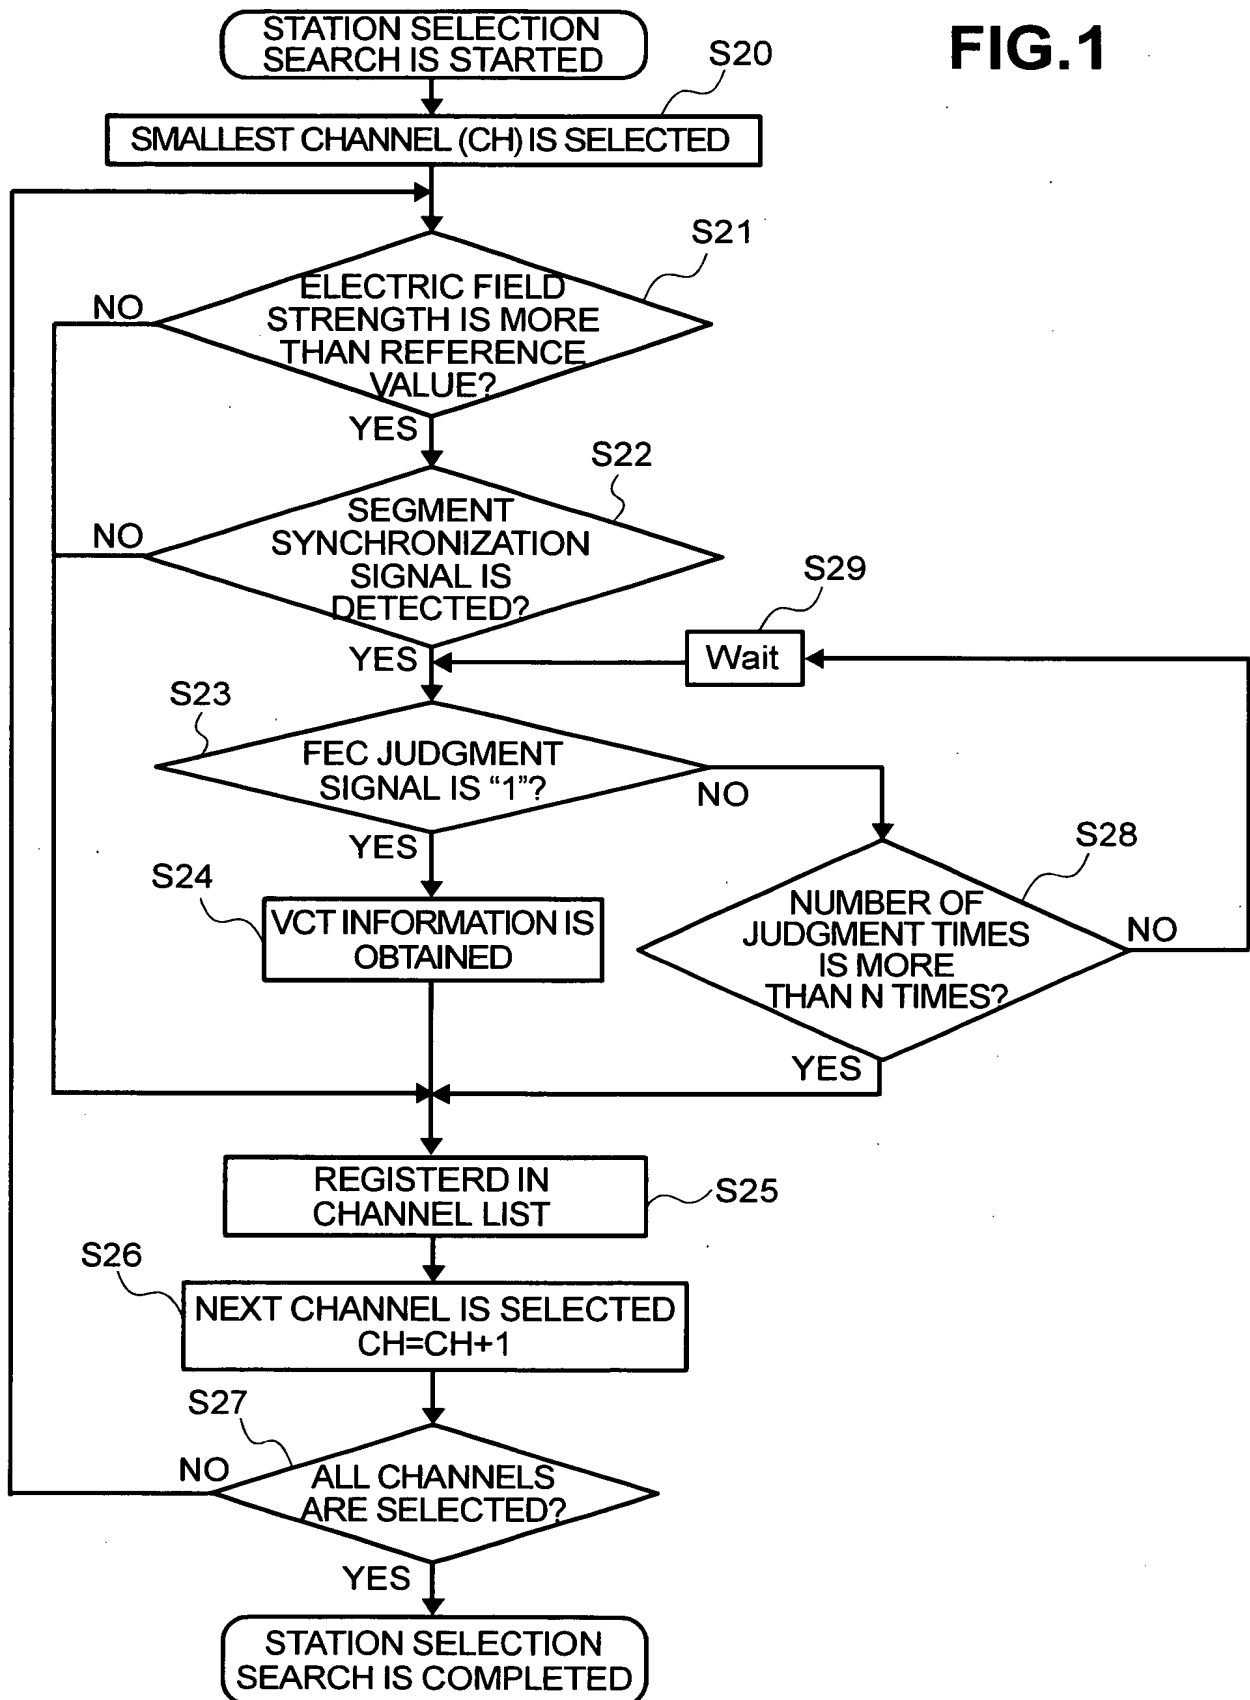 STATION SELECTION
SEARCH IS STARTED
FIG.1
S20
SMALLEST CHANNEL (CH) IS SELECTED
S21
ELECTRIC FIELD
STRENGTH IS MORE
THAN REFERENCE
VALUE?
NO
YES
S22
SEGMENT
SYNCHRONIZATION
SIGNAL IS
DETECTED?
NO
YES
S29
Wait
S23
FEC JUDGMENT
SIGNAL IS “1”?
NO
YES
S28
NUMBER OF
JUDGMENT TIMES
IS MORE
THAN N TIMES?
NO
YES
S24
VCT INFORMATION IS
OBTAINED
REGISTERD IN
CHANNEL LIST
S25
S26
NEXT CHANNEL IS SELECTED
CH=CH+1
S27
ALL CHANNELS
ARE SELECTED?
NO
YES
STATION SELECTION
SEARCH IS COMPLETED